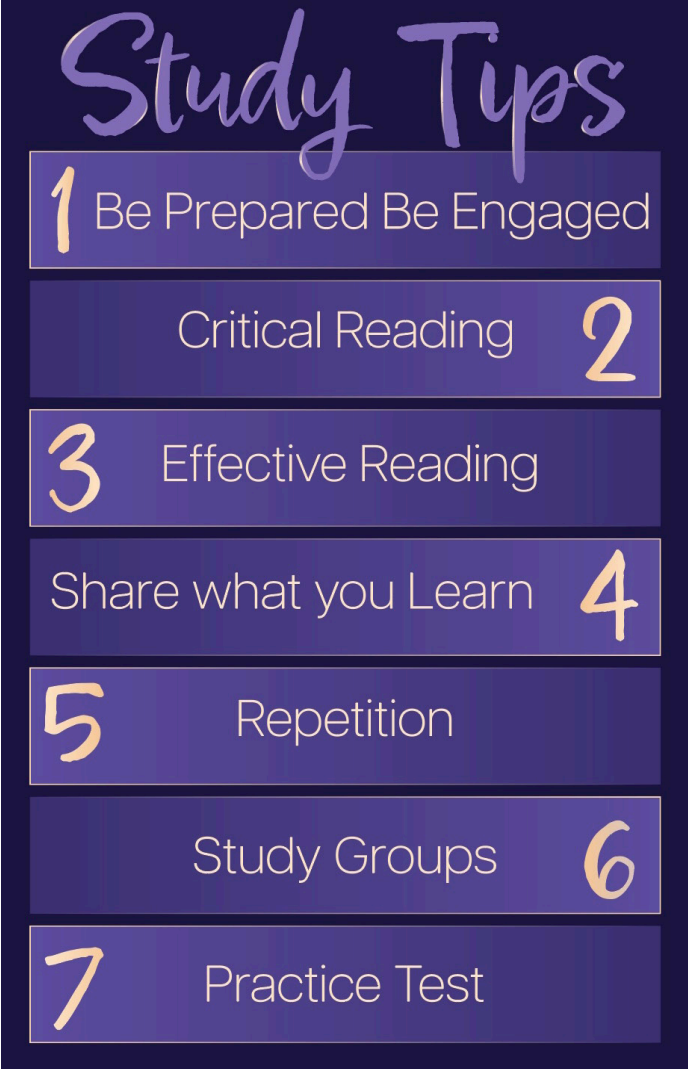 Study Tips
1 Be Prepared Be Engaged
Critical Reading 2
3 Effective Reading
Share what you Learn 4
5 Repetition
Study Groups 6
7 Practice Test